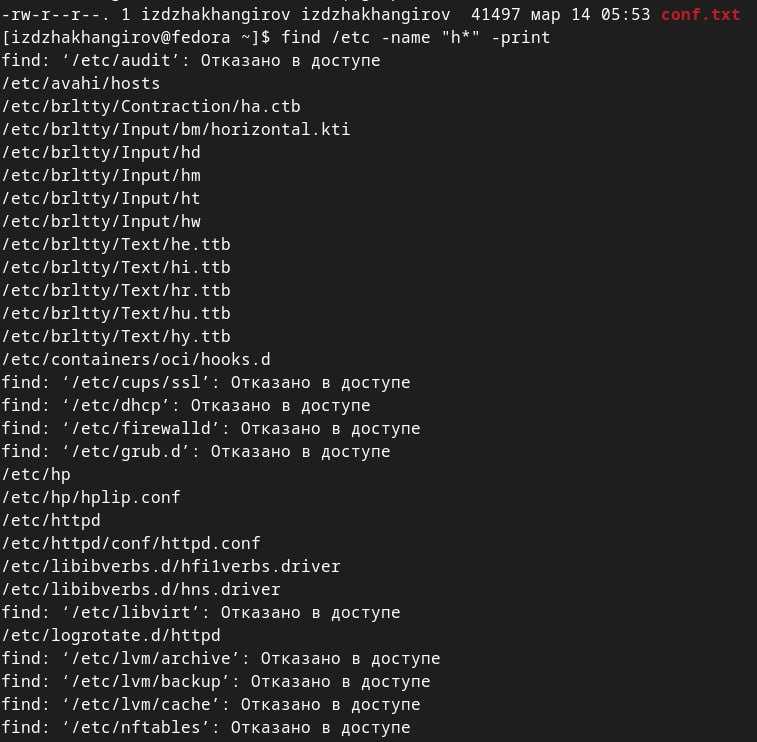 -rw-r--r--. 1 izdzhakhangirov izdzhakhangirov  41497 мар 14 05:53 conf.txt
[izdzhakhangirov@fedora ~]$ find /etc -name "h*" -print
find: ‘/etc/audit’: Отказано в доступе
/etc/avahi/hosts
/etc/brltty/Contraction/ha.ctb
/etc/brltty/Input/bm/horizontal.kti
/etc/brltty/Input/hd
/etc/brltty/Input/hm
/etc/brltty/Input/ht
/etc/brltty/Input/hw
/etc/brltty/Text/he.ttb
/etc/brltty/Text/hi.ttb
/etc/brltty/Text/hr.ttb
/etc/brltty/Text/hu.ttb
/etc/brltty/Text/hy.ttb
/etc/containers/oci/hooks.d
find: ‘/etc/cups/ssl’: Отказано в доступе
find: ‘/etc/dhcp’: Отказано в доступе
find: ‘/etc/firewalld’: Отказано в доступе
find: ‘/etc/grub.d’: Отказано в доступе
/etc/hp
/etc/hp/hplip.conf
/etc/httpd
/etc/httpd/conf/httpd.conf
/etc/libibverbs.d/hfi1verbs.driver
/etc/libibverbs.d/hns.driver
find: ‘/etc/libvirt’: Отказано в доступе
/etc/logrotate.d/httpd
find: ‘/etc/lvm/archive’: Отказано в доступе
find: ‘/etc/lvm/backup’: Отказано в доступе
find: ‘/etc/lvm/cache’: Отказано в доступе
find: ‘/etc/nftables’: Отказано в доступе